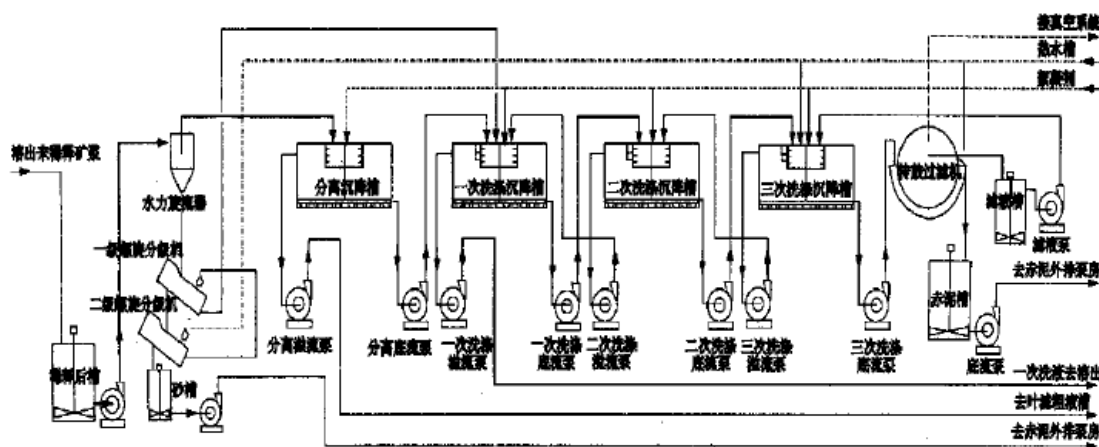 接真空系统
热水槽
絮凝剂
溶出来稀释矿浆
水力旋流器
分离沉降槽
一次洗涤沉降槽
二次洗涤沉降槽
三次洗涤沉降槽
转鼓过滤机
滤液槽
滤液泵
一级螺旋分级机
二级螺旋分级机
去赤泥外排泵房
赤泥槽
底流泵
分离溢流泵
分离底流泵
一次洗涤
溢流泵
一次洗涤
底流泵
二次洗涤
溢流泵
二次洗涤
底流泵
三次洗涤
溢流泵
三次洗涤
底流泵
稀释后槽
砂槽
一次洗液去溶出
去叶滤粗液槽
去赤泥外排泵房